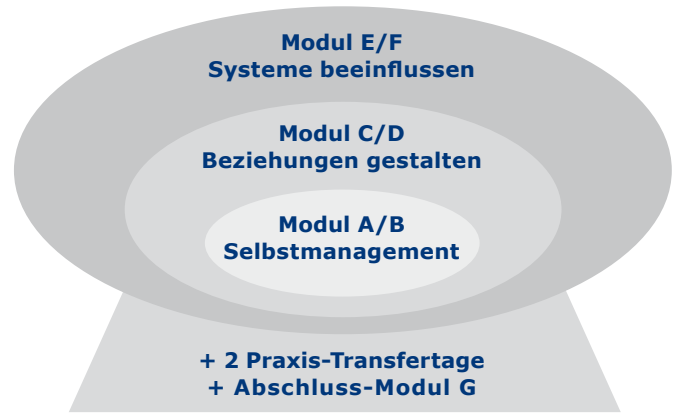 Modul E/F
Systeme beeinflussen
Modul C/D
Beziehungen gestalten
Modul A/B
Selbstmanagement
+ 2 Praxis-Transfertage
+ Abschluss-Modul G